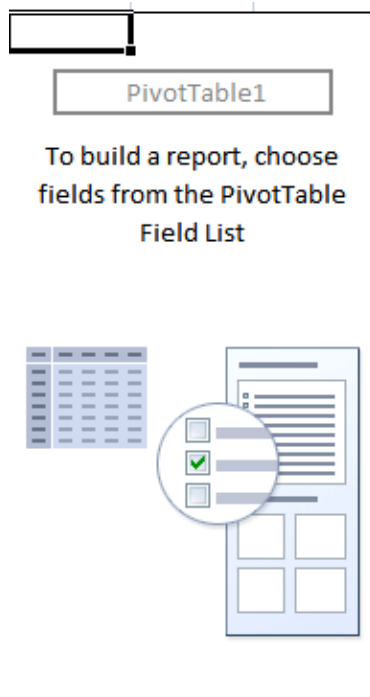 PivotTable1
To build a report, choose
fields from the PivotTable
Field List